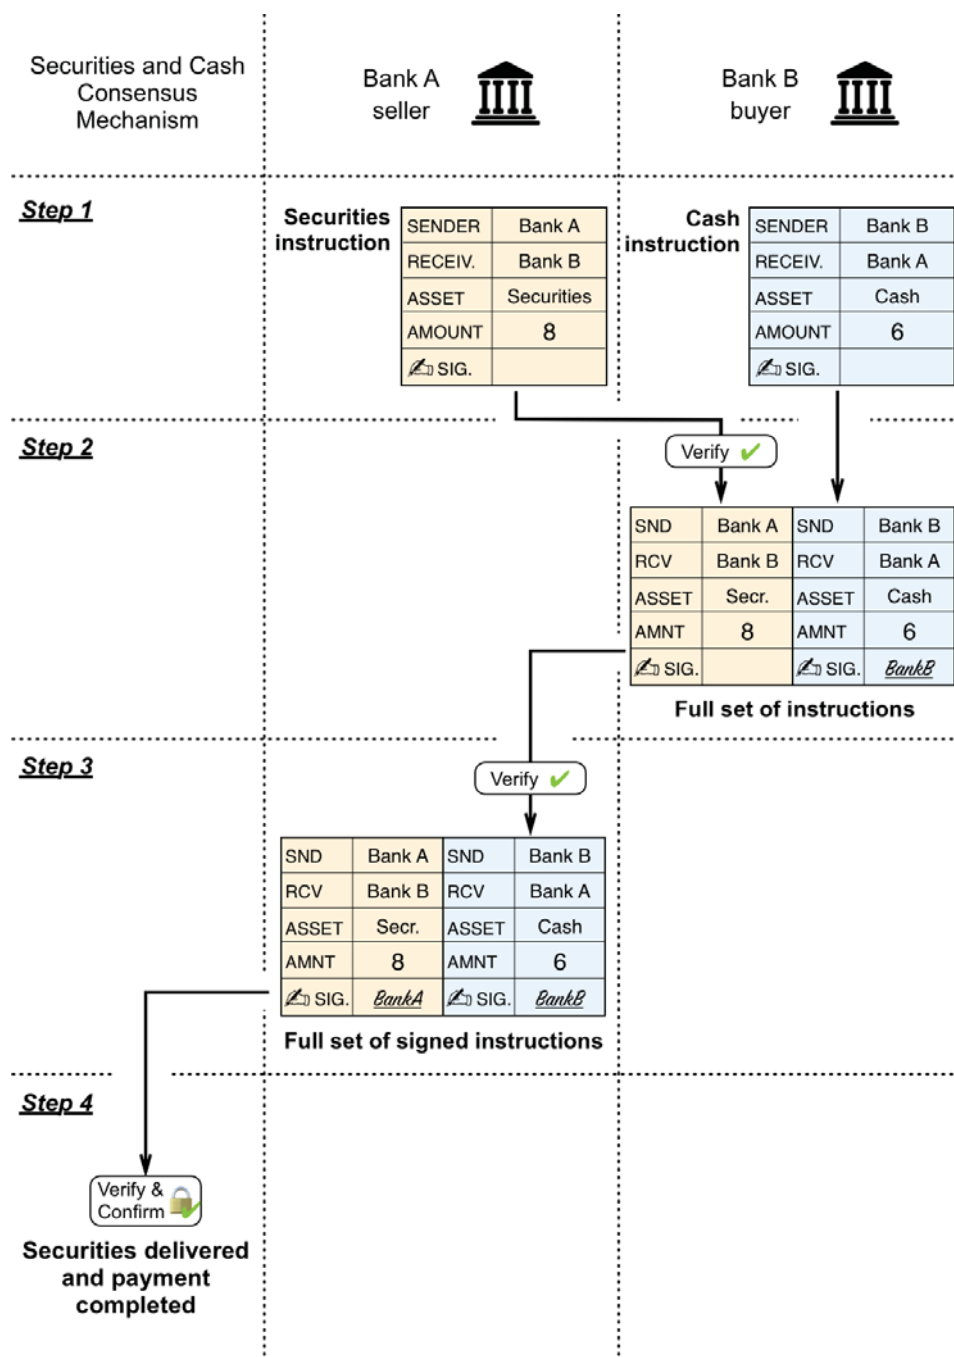 Securities and Cash
Consensus
Mechanism
Bank A
seller
Bank B
buyer
Step 1
Securities
instruction
SENDER Bank A
RECEIV. Bank B
ASSET Securities
AMOUNT 8
SIG.
Cash
instruction
SENDER Bank B
RECEIV. Bank A
ASSET Cash
AMOUNT 6
SIG.
Step 2
Verify
SND Bank A SND Bank B
RCV Bank B RCV Bank A
ASSET Secr. ASSET Cash
AMNT 8 AMNT 6
SIG. SIG. BankB
Full set of instructions
Step 3
Verify
SND Bank A SND Bank B
RCV Bank B RCV Bank A
ASSET Secr. ASSET Cash
AMNT 8 AMNT 6
SIG. BankA SIG. BankB
Full set of signed instructions
Step 4
Verify &
Confirm
Securities delivered
and payment
completed